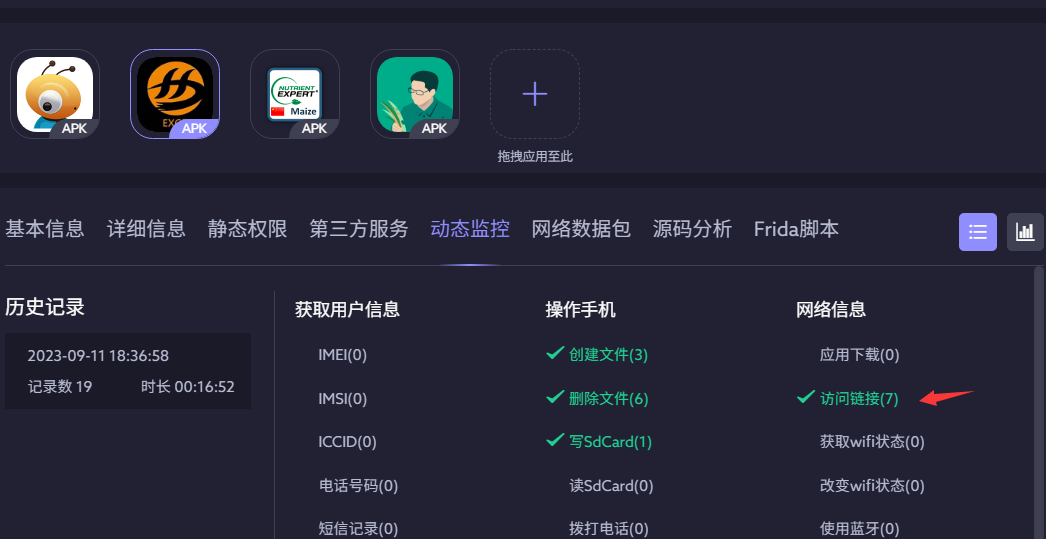 APK
EXC
APK
NUTRIENT
EXPERT
Maize
APK
APK
拖拽应用至此
基本信息 详细信息 静态权限 第三方服务 动态监控 网络数据包 源码分析 Frida脚本
历史记录
2023-09-11 18:36:58
记录数 19 时长 00:16:52
获取用户信息 操作手机 网络信息
IMEI(0) 创建文件(3) 应用下载(0)
IMSI(0) 删除文件(6) 访问链接(7)
ICCID(0) 写SdCard(1) 获取wifi状态(0)
电话号码(0) 读SdCard(0) 改变wifi状态(0)
短信记录(0) 拨打电话(0) 使用蓝牙(0)